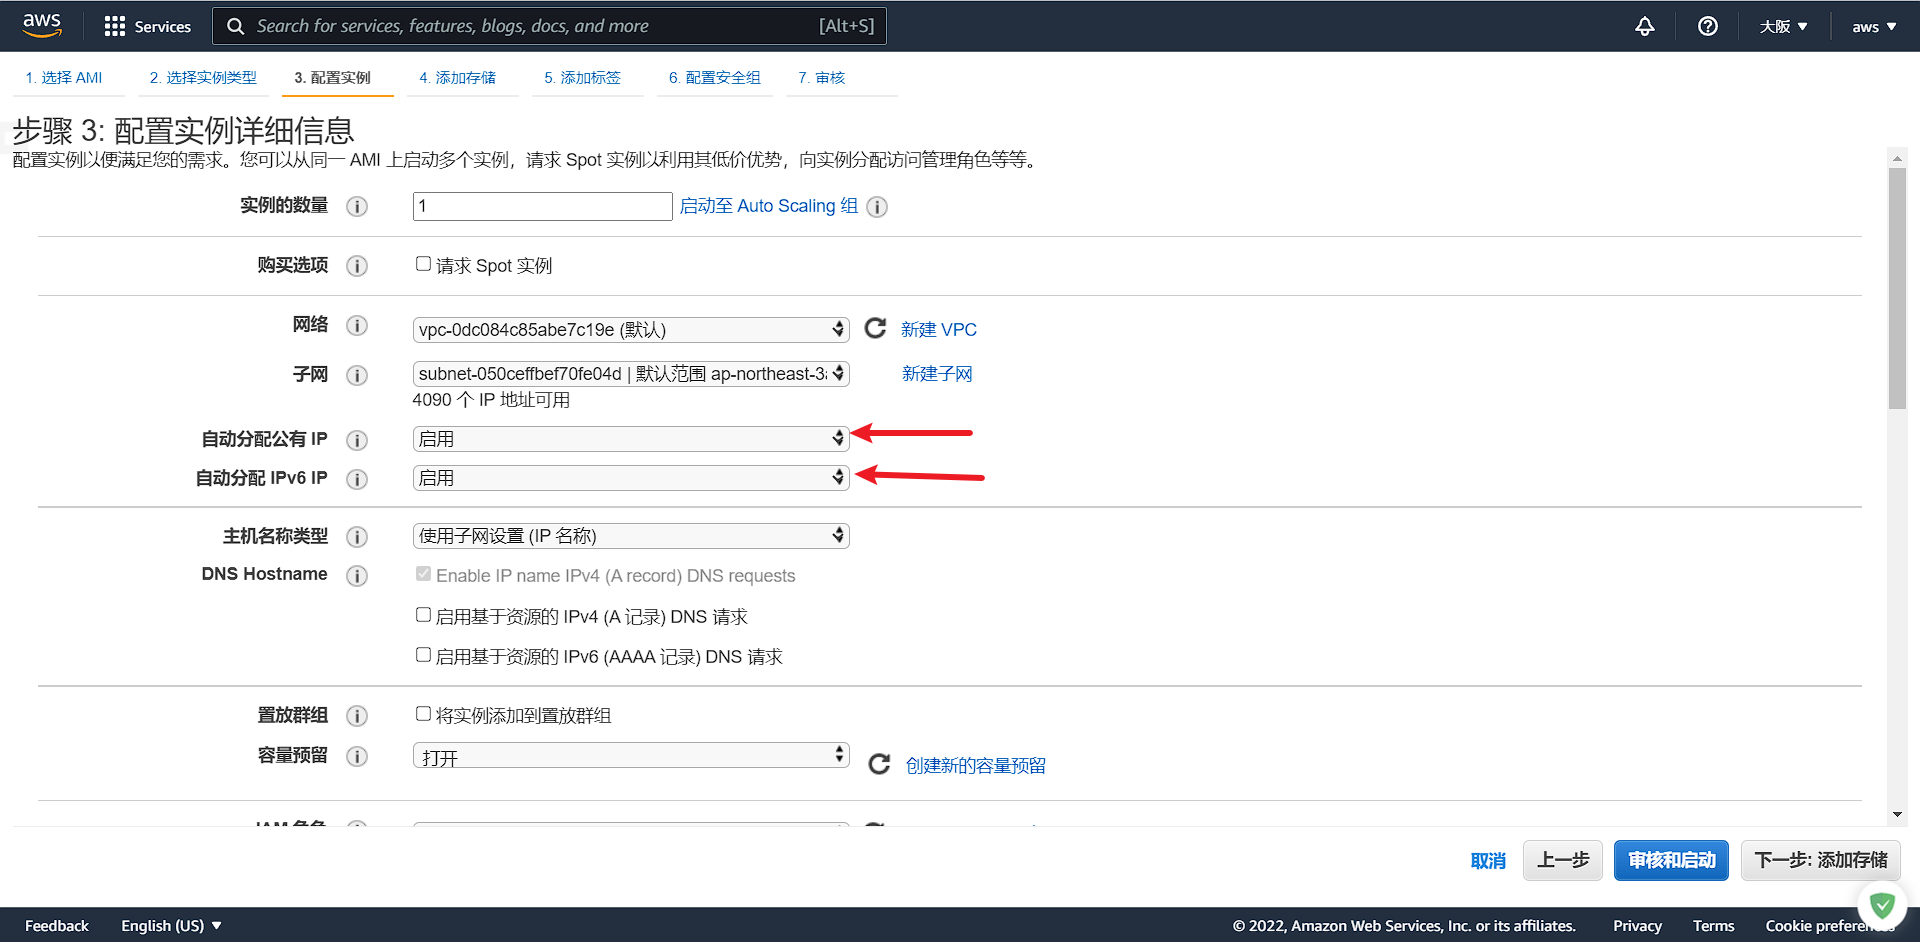 aws Services Search for services, features, blogs, docs, and more [Alt+S] 大阪 aws
1. 选择 AMI 2. 选择实例类型 3. 配置实例 4. 添加存储 5. 添加标签 6. 配置安全组 7. 审核
步骤 3: 配置实例详细信息
配置实例以便满足您的需求。您可以从同一 AMI 上启动多个实例，请求 Spot 实例以利用其低价优势，向实例分配访问管理角色等等。
实例的数量 1 启动至 Auto Scaling 组
购买选项 请求 Spot 实例
网络 vpc-0dc084c85abe7c19e (默认) 新建 VPC
子网 subnet-050ceffbef70fe04d | 默认范围 ap-northeast-3a 新建子网
4090 个 IP 地址可用
自动分配公有 IP 启用
自动分配 IPv6 IP 启用
主机名称类型 使用子网设置 (IP 名称)
DNS Hostname Enable IP name IPv4 (A record) DNS requests
启用基于资源的 IPv4 (A 记录) DNS 请求
启用基于资源的 IPv6 (AAAA 记录) DNS 请求
置放群组 将实例添加到置放群组
容量预留 打开 创建新的容量预留
IAM 角色
取消 上一步 审核和启动 下一步: 添加存储
Feedback English (US) © 2022, Amazon Web Services, Inc. or its affiliates. Privacy Terms Cookie preferences